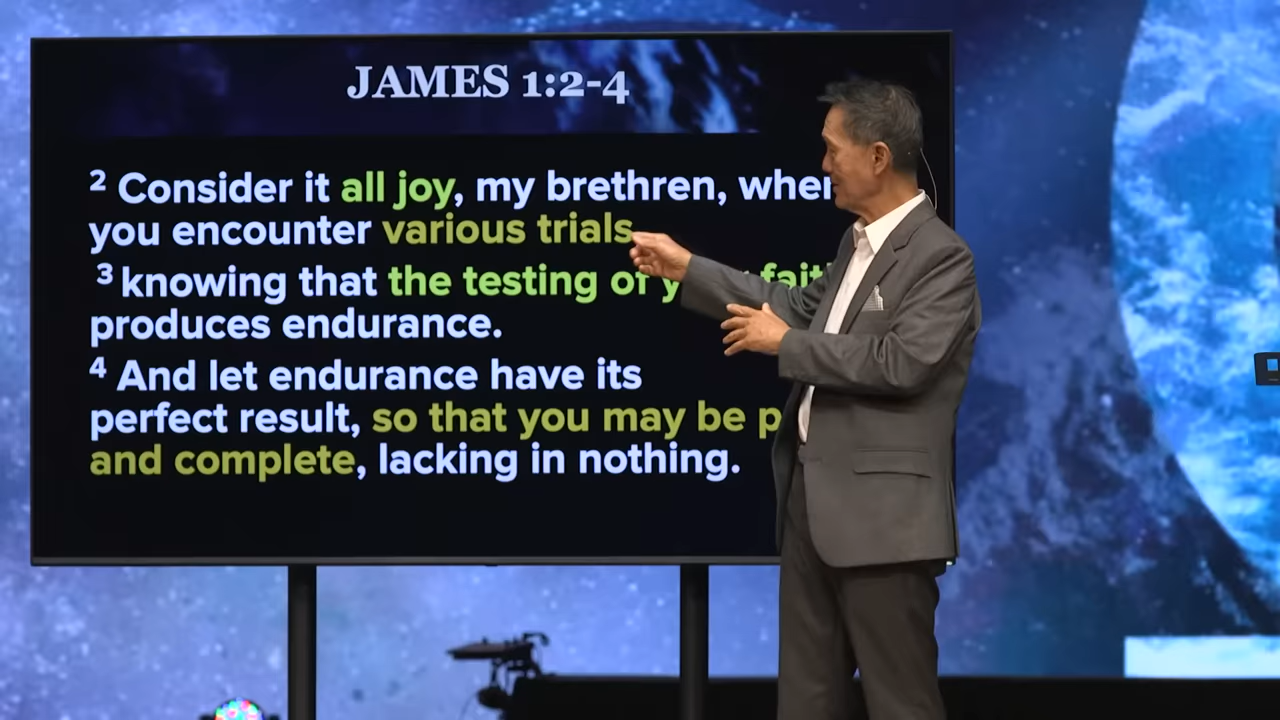 JAMES 1:2-4
2 Consider it all joy, my brethren, when
you encounter various trials
3 knowing that the testing of
produces endurance.
4 And let endurance have its
perfect result, so that you may be
and complete, lacking in nothing.